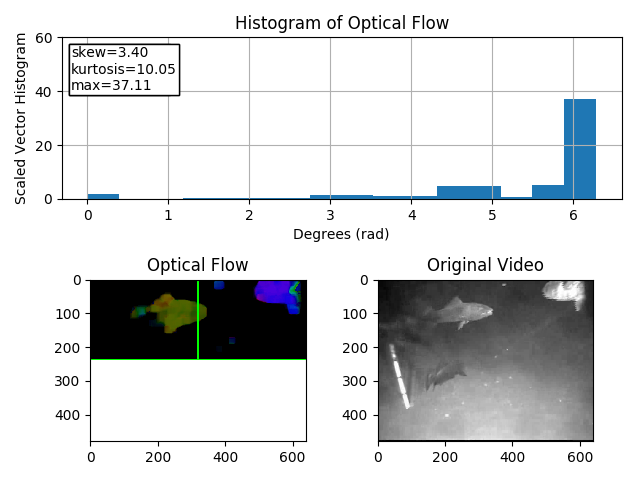 Histogram of Optical Flow
Scaled Vector Histogram
60
40
20
0
skew=3.40
kurtosis=10.05
max=37.11
0 1 2 3 4 5 6
Degrees (rad)
Optical Flow
0
100
200
300
400
0 200 400 600
Original Video
0
100
200
300
400
0 200 400 600